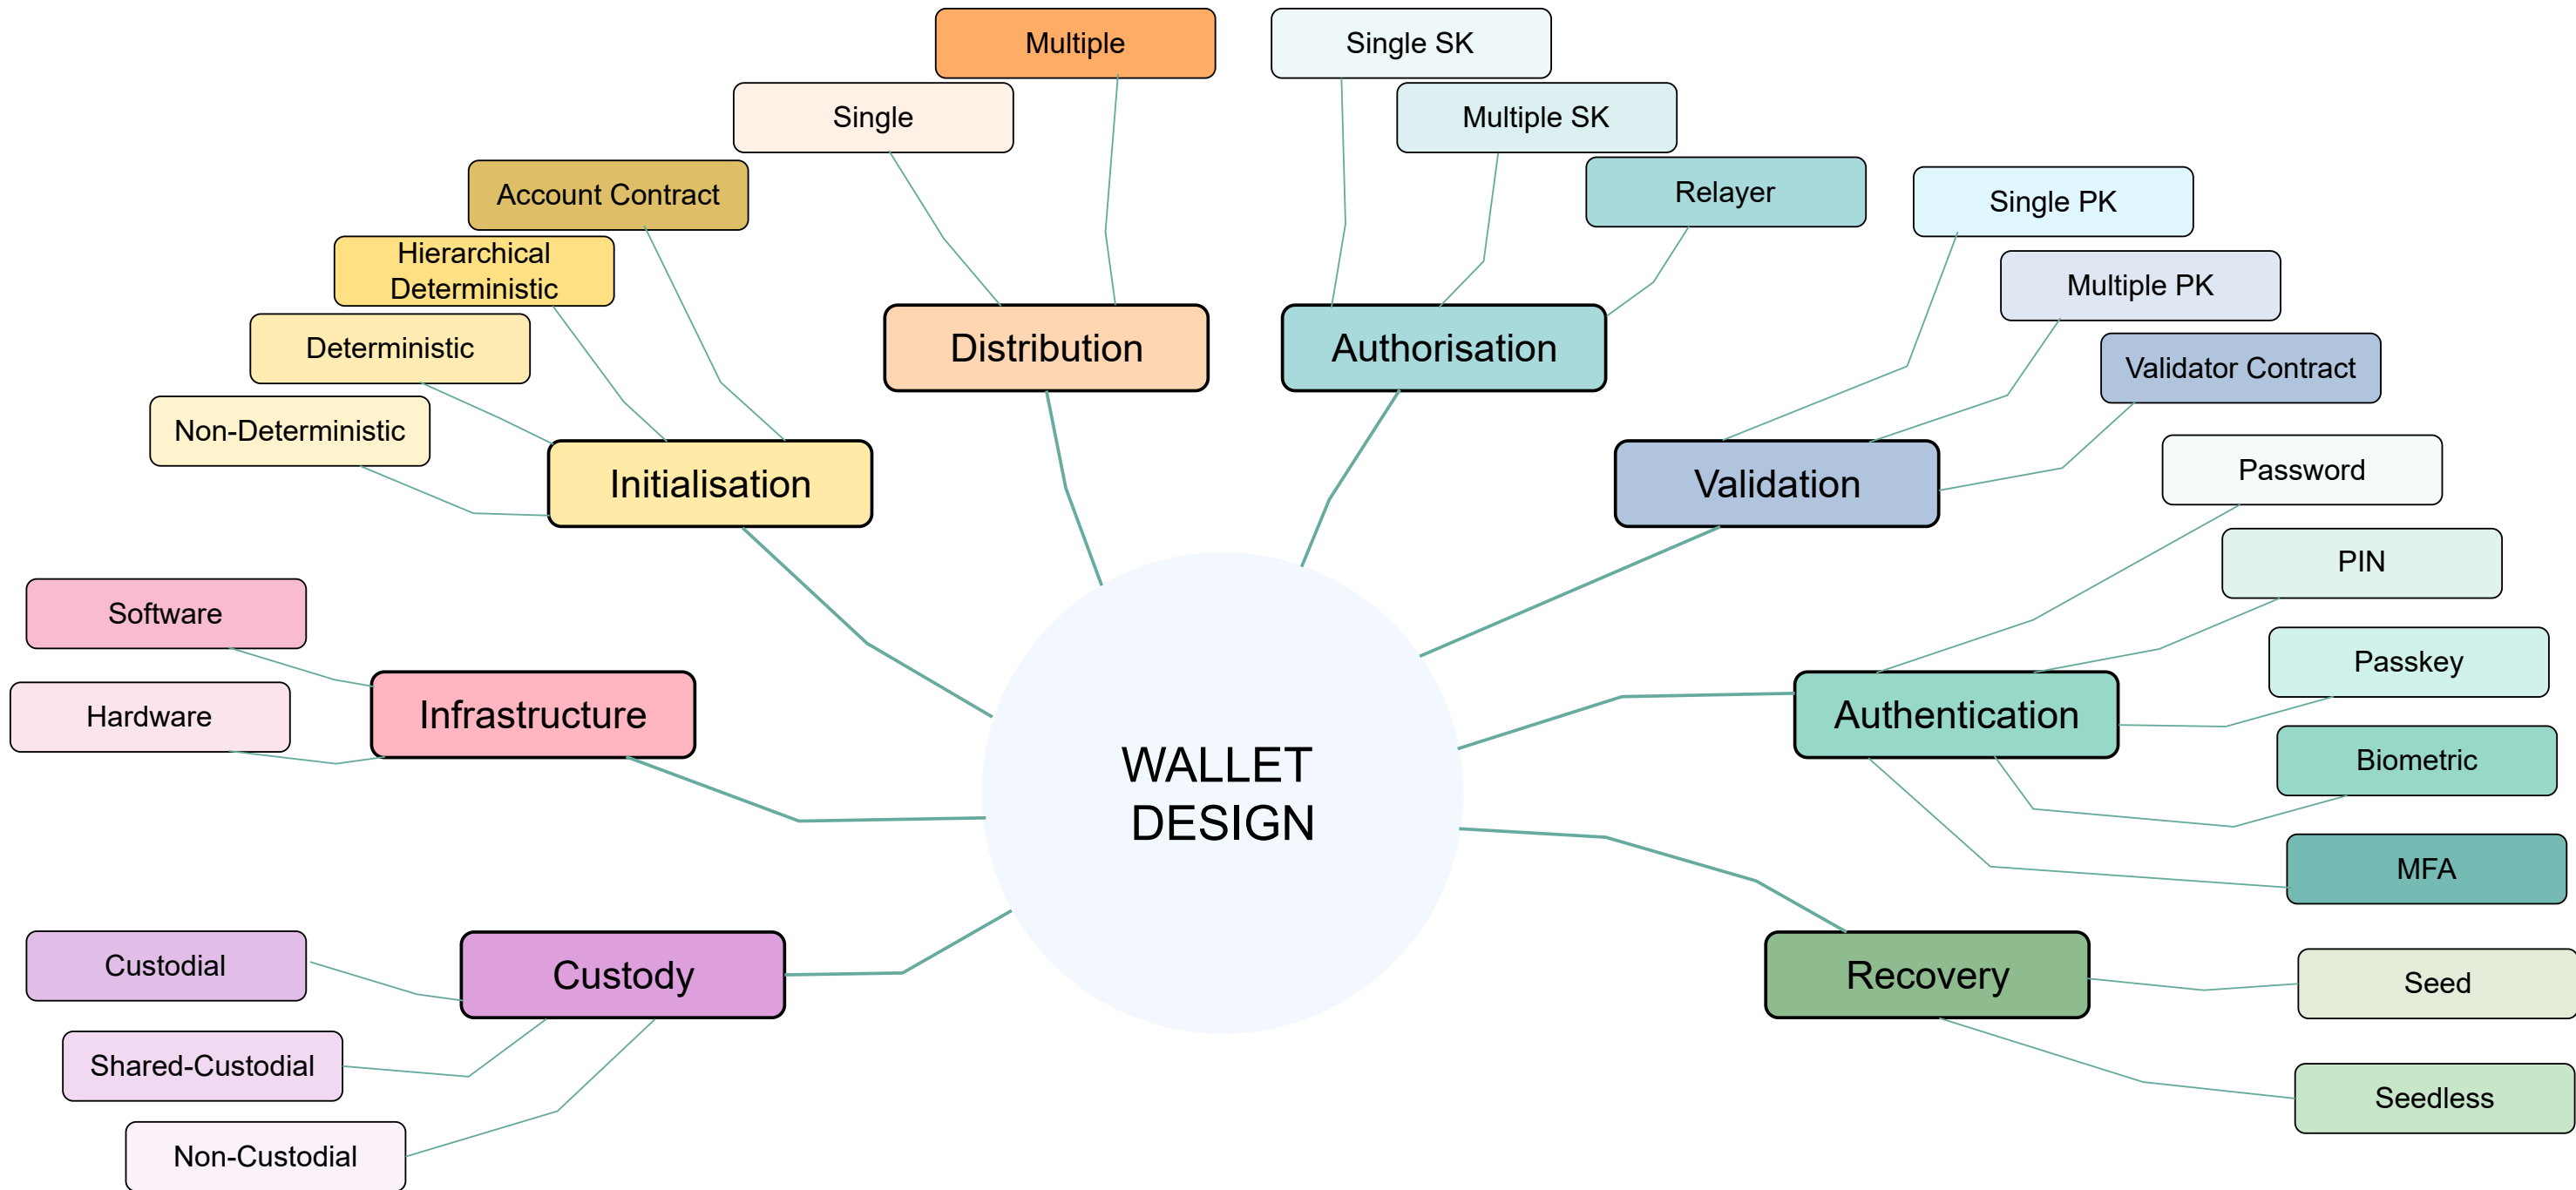 Multiple
Single SK
Single
Multiple SK
Account Contract
Relayer
Single PK
Hierarchical
Deterministic
Multiple PK
Deterministic
Distribution
Authorisation
Validator Contract
Non-Deterministic
Initialisation
Validation
Password
PIN
Software
Passkey
Hardware
Infrastructure
Authentication
Biometric
WALLET
DESIGN
MFA
Custodial
Custody
Recovery
Seed
Shared-Custodial
Seedless
Non-Custodial